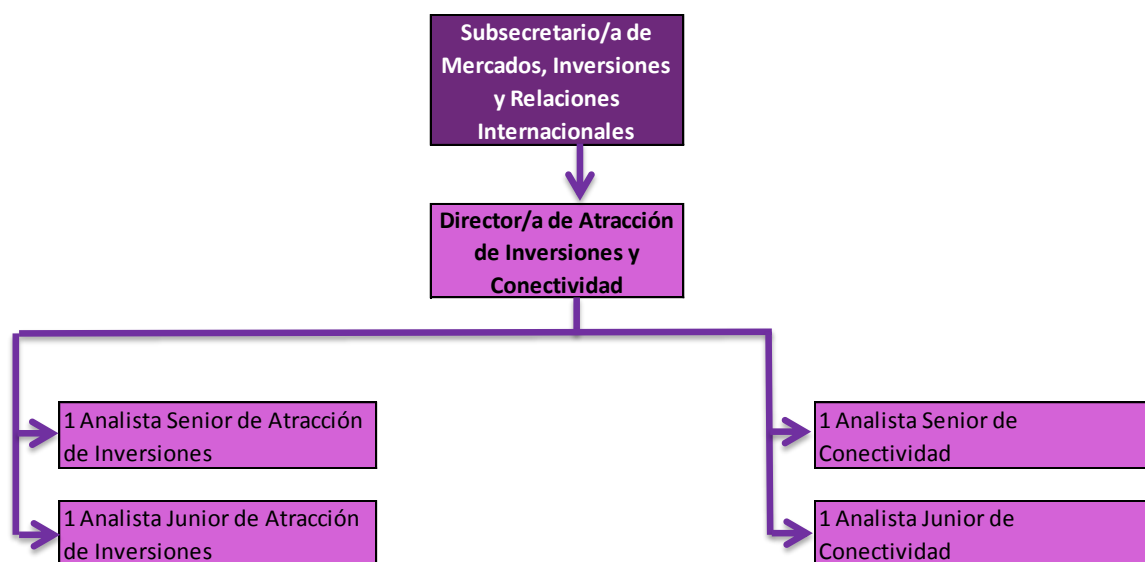 Subsecretario/a de
Mercados, Inversiones
y Relaciones
Internacionales
Director/a de Atracción
de Inversiones y
Conectividad
1 Analista Senior de Atracción
de Inversiones
1 Analista Junior de Atracción
de Inversiones
1 Analista Senior de
Conectividad
1 Analista Junior de
Conectividad